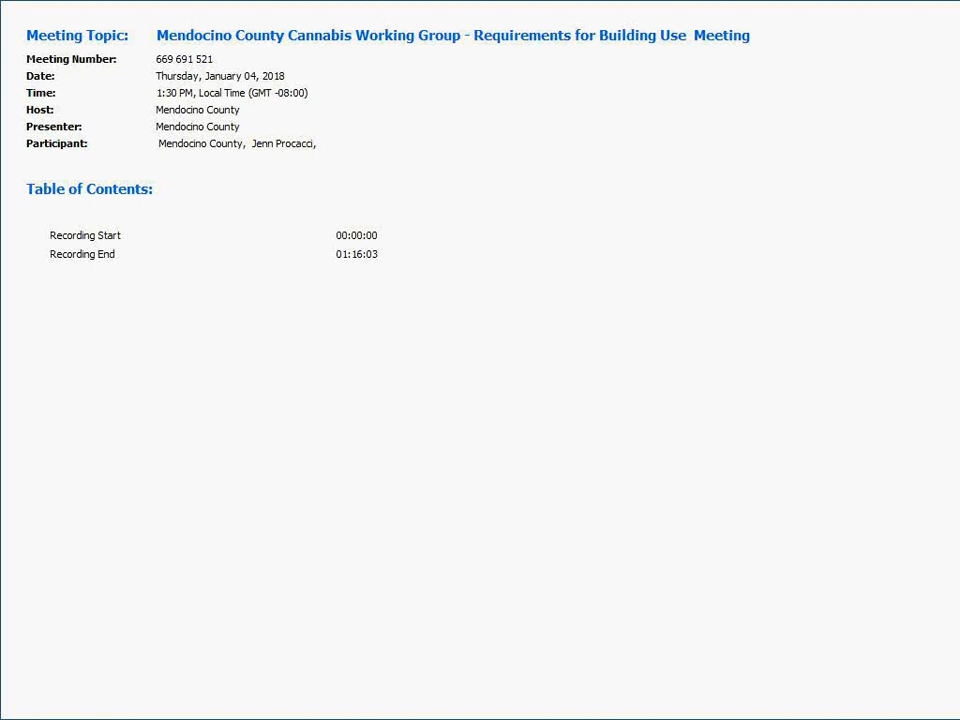 Meeting Topic: Mendocino County Cannabis Working Group - Requirements for Building Use  Meeting
Meeting Number: 669 691 521
Date: Thursday, January 04, 2018
Time: 1:30 PM, Local Time (GMT -08:00)
Host: Mendocino County
Presenter: Mendocino County
Participant: Mendocino County,  Jenn Procacci,
Table of Contents:
Recording Start 00:00:00
Recording End 01:16:03